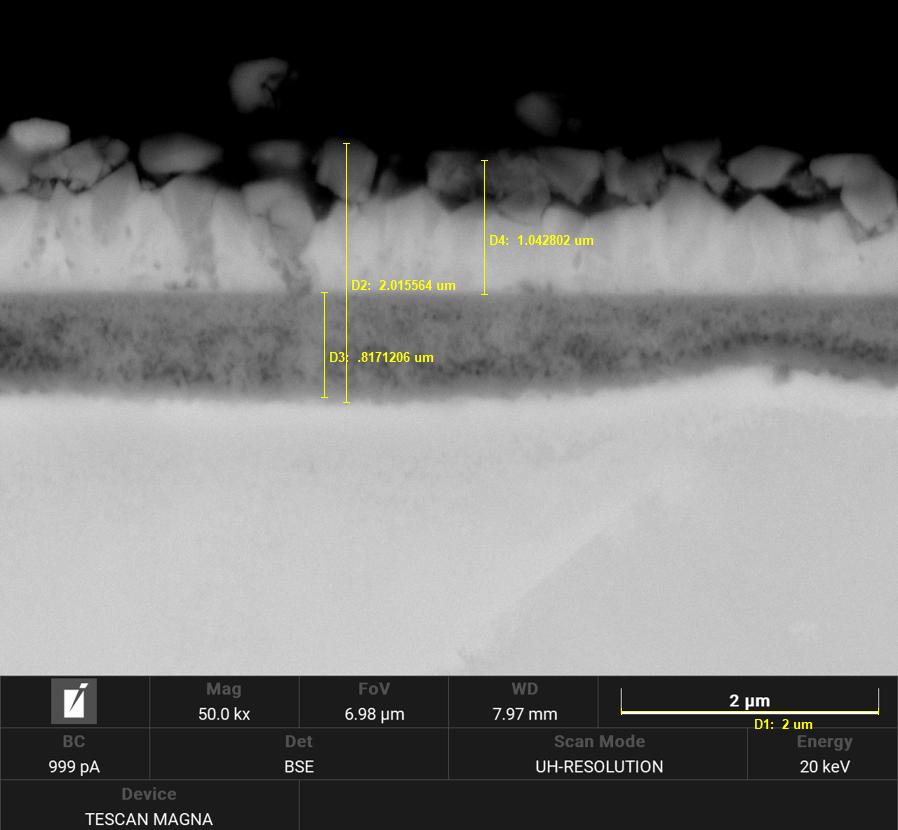 D4: 1.042802 um
D2: 2.015564 um
D3: .8171206 um
Mag
FoV
WD
2 µm
50.0 kx
6.98 µm
7.97 mm
D1: 2 um
BC
Det
Scan Mode
Energy
999 pA
BSE
UH-RESOLUTION
20 keV
Device
TESCAN MAGNA